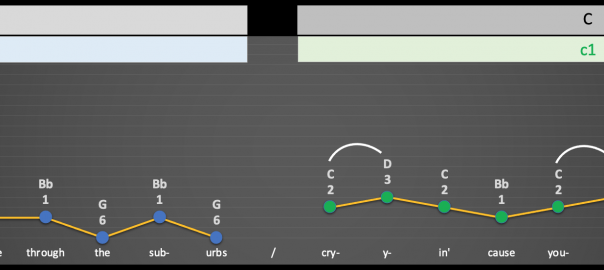 C
c1
D
C C C
Bb 3 Bb
2 2 Bb 2
1 G 1 G 1
6 6
e through the sub- urbs / cry- y- in' cause you-